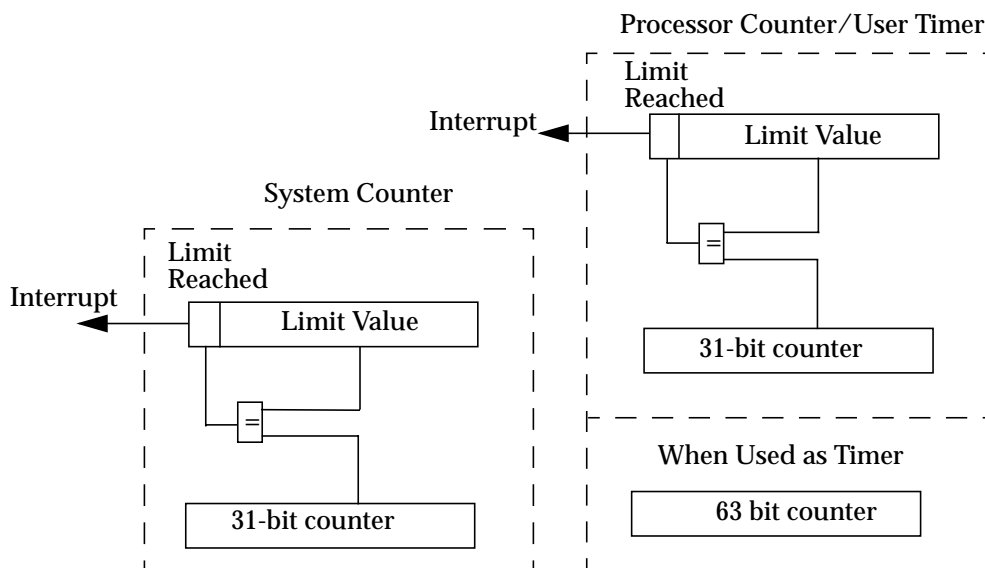 Processor Counter/User Timer
Limit
Reached
Interrupt
Limit Value
=
31-bit counter
System Counter
Limit
Reached
Interrupt
Limit Value
=
31-bit counter
When Used as Timer
63 bit counter